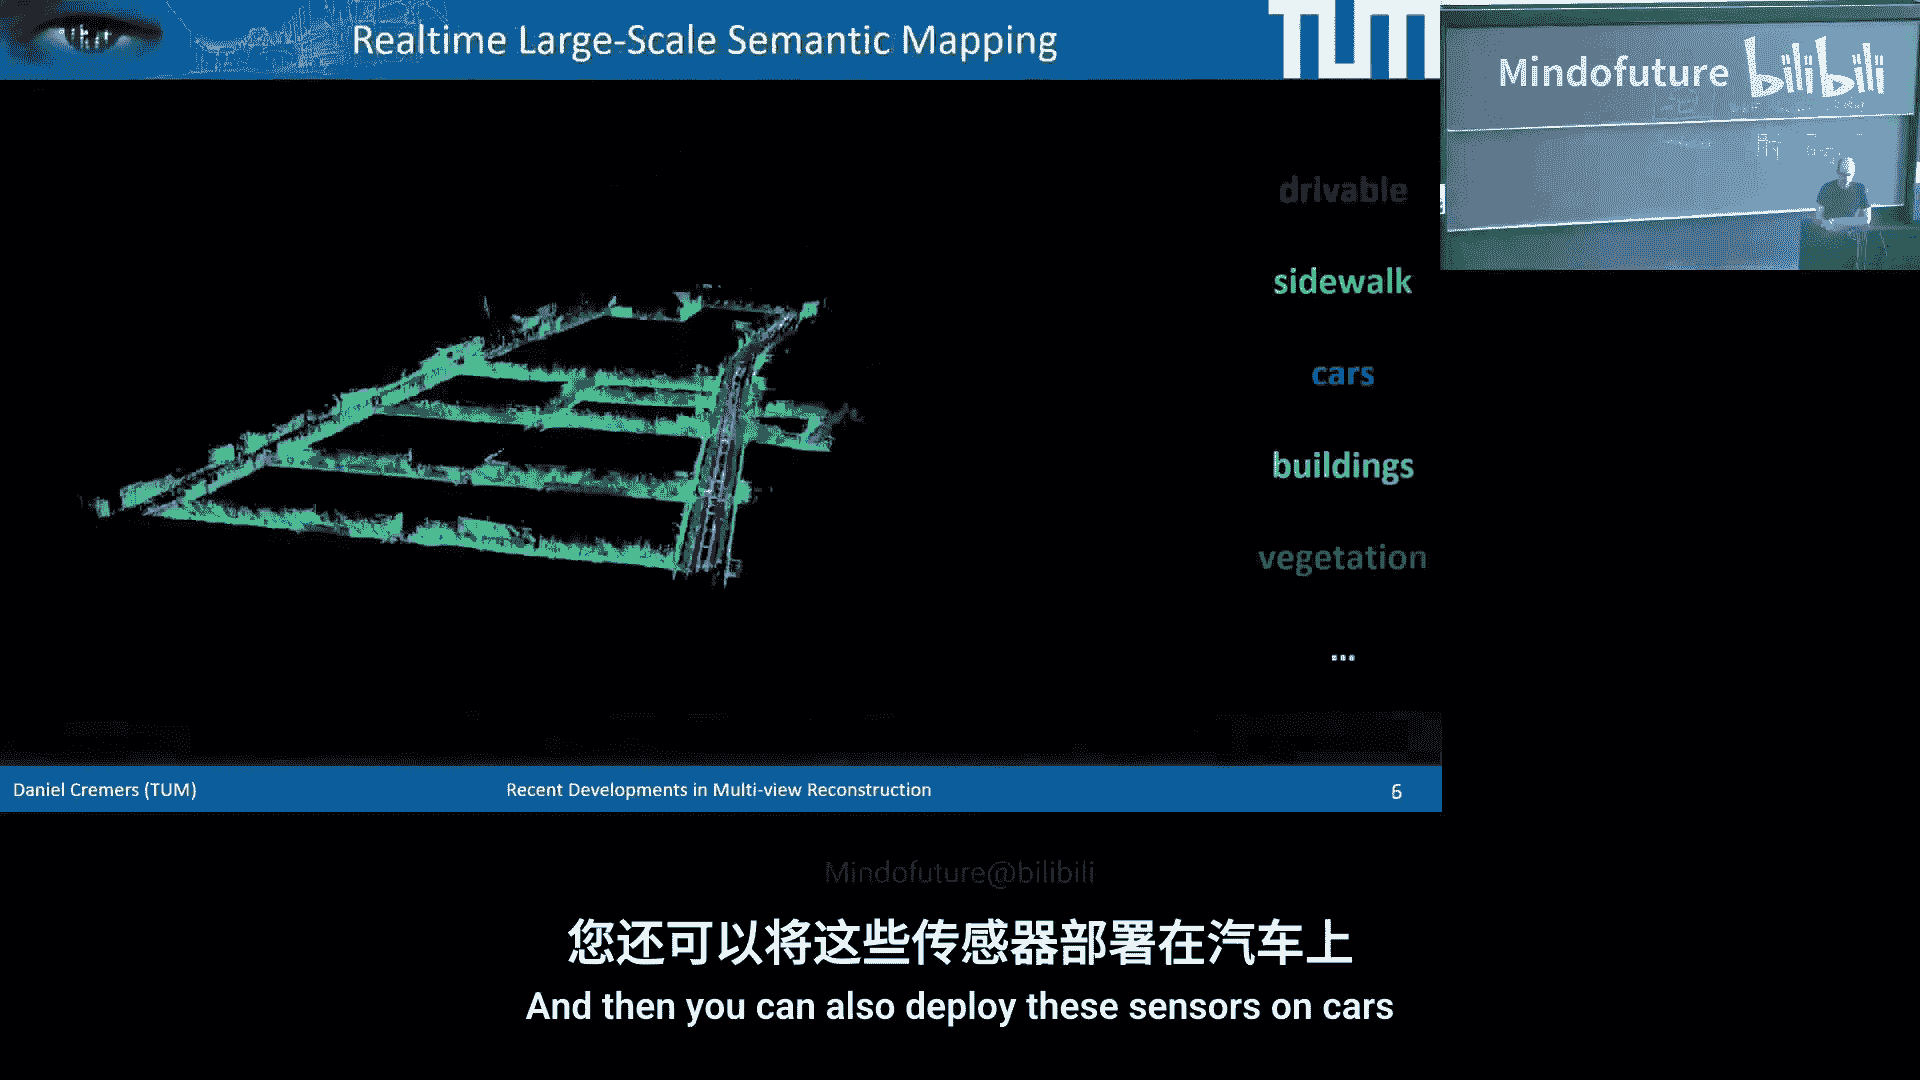 Realtime Large-Scale Semantic Mapping
TUM
Mindofuture bilibili
drivable
sidewalk
cars
buildings
vegetation
...
Daniel Cremers (TUM)
Recent Developments in Multi-view Reconstruction
6
Mindofuture@bilibili
您还可以将这些传感器部署在汽车上
And then you can also deploy these sensors on cars